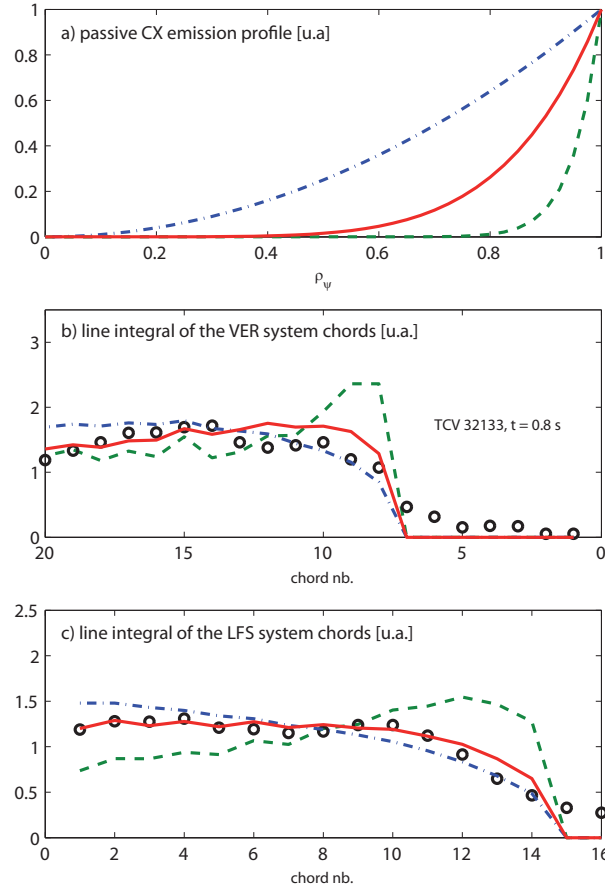 a) passive CX emission profile [u.a]
1
0.8
0.6
0.4
0.2
0
0 0.2 0.4 0.6 0.8 1
ρψ
b) line integral of the VER system chords [u.a.]
3
2
1
0
TCV 32133, t = 0.8 s
20 15 10 5 0
chord nb.
c) line integral of the LFS system chords [u.a.]
2.5
2
1.5
1
0.5
0
0 2 4 6 8 10 12 14 16
chord nb.